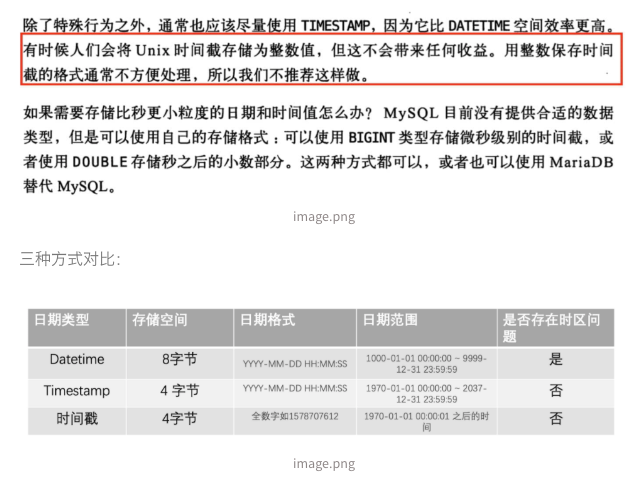 除了特殊行为之外，通常也应该尽量使用 TIMESTAMP，因为它比 DATETIME 空间效率更高。
有时候人们会将 Unix 时间截存储为整数值，但这不会带来任何收益。用整数保存时间
截的格式通常不方便处理，所以我们不推荐这样做。
如果需要存储比秒更小粒度的日期和时间值怎么办？MySQL 目前没有提供合适的数据
类型，但是可以使用自己的存储格式：可以使用 BIGINT 类型存储微秒级别的时间截，或
者使用 DOUBLE 存储秒之后的小数部分。这两种方式都可以，或者也可以使用 MariaDB
替代 MySQL。
image.png
三种方式对比：
日期类型 存储空间 日期格式 日期范围 是否存在时区问
题
Datetime 8字节 YYYY-MM-DD HH:MM:SS 1000-01-01 00:00:00 ~ 9999-
12-31 23:59:59 是
Timestamp 4 字节 YYYY-MM-DD HH:MM:SS 1970-01-01 00:00:00 ~ 2037-
12-31 23:59:59 否
时间戳 4字节 全数字如1578707612 1970-01-01 00:00:01 之后的时
间 否
image.png